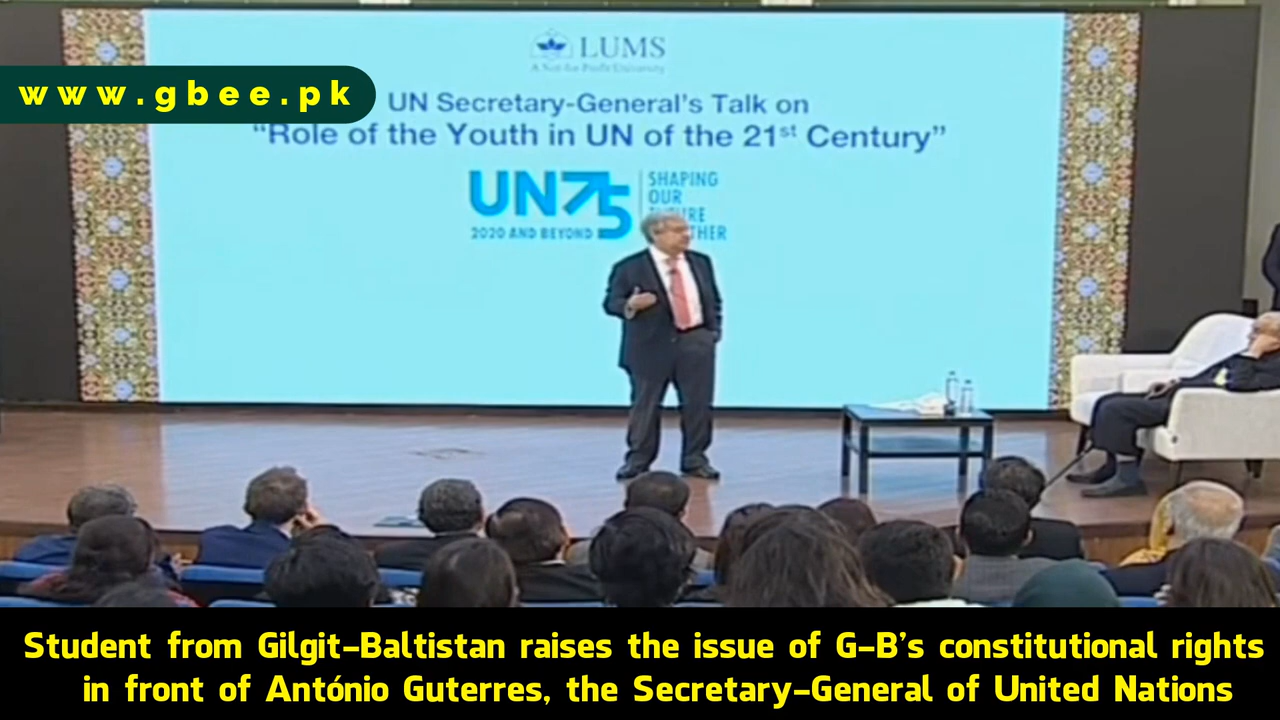 LUMS
A Not-for-Profit University
www.gbee.pk
UN Secretary-General's Talk on
"Role of the Youth in UN of the 21st Century"
UN75
2020 AND BEYOND
SHAPING
OUR
Student from Gilgit-Baltistan raises the issue of G-B's constitutional rights
in front of António Guterres, the Secretary-General of United Nations